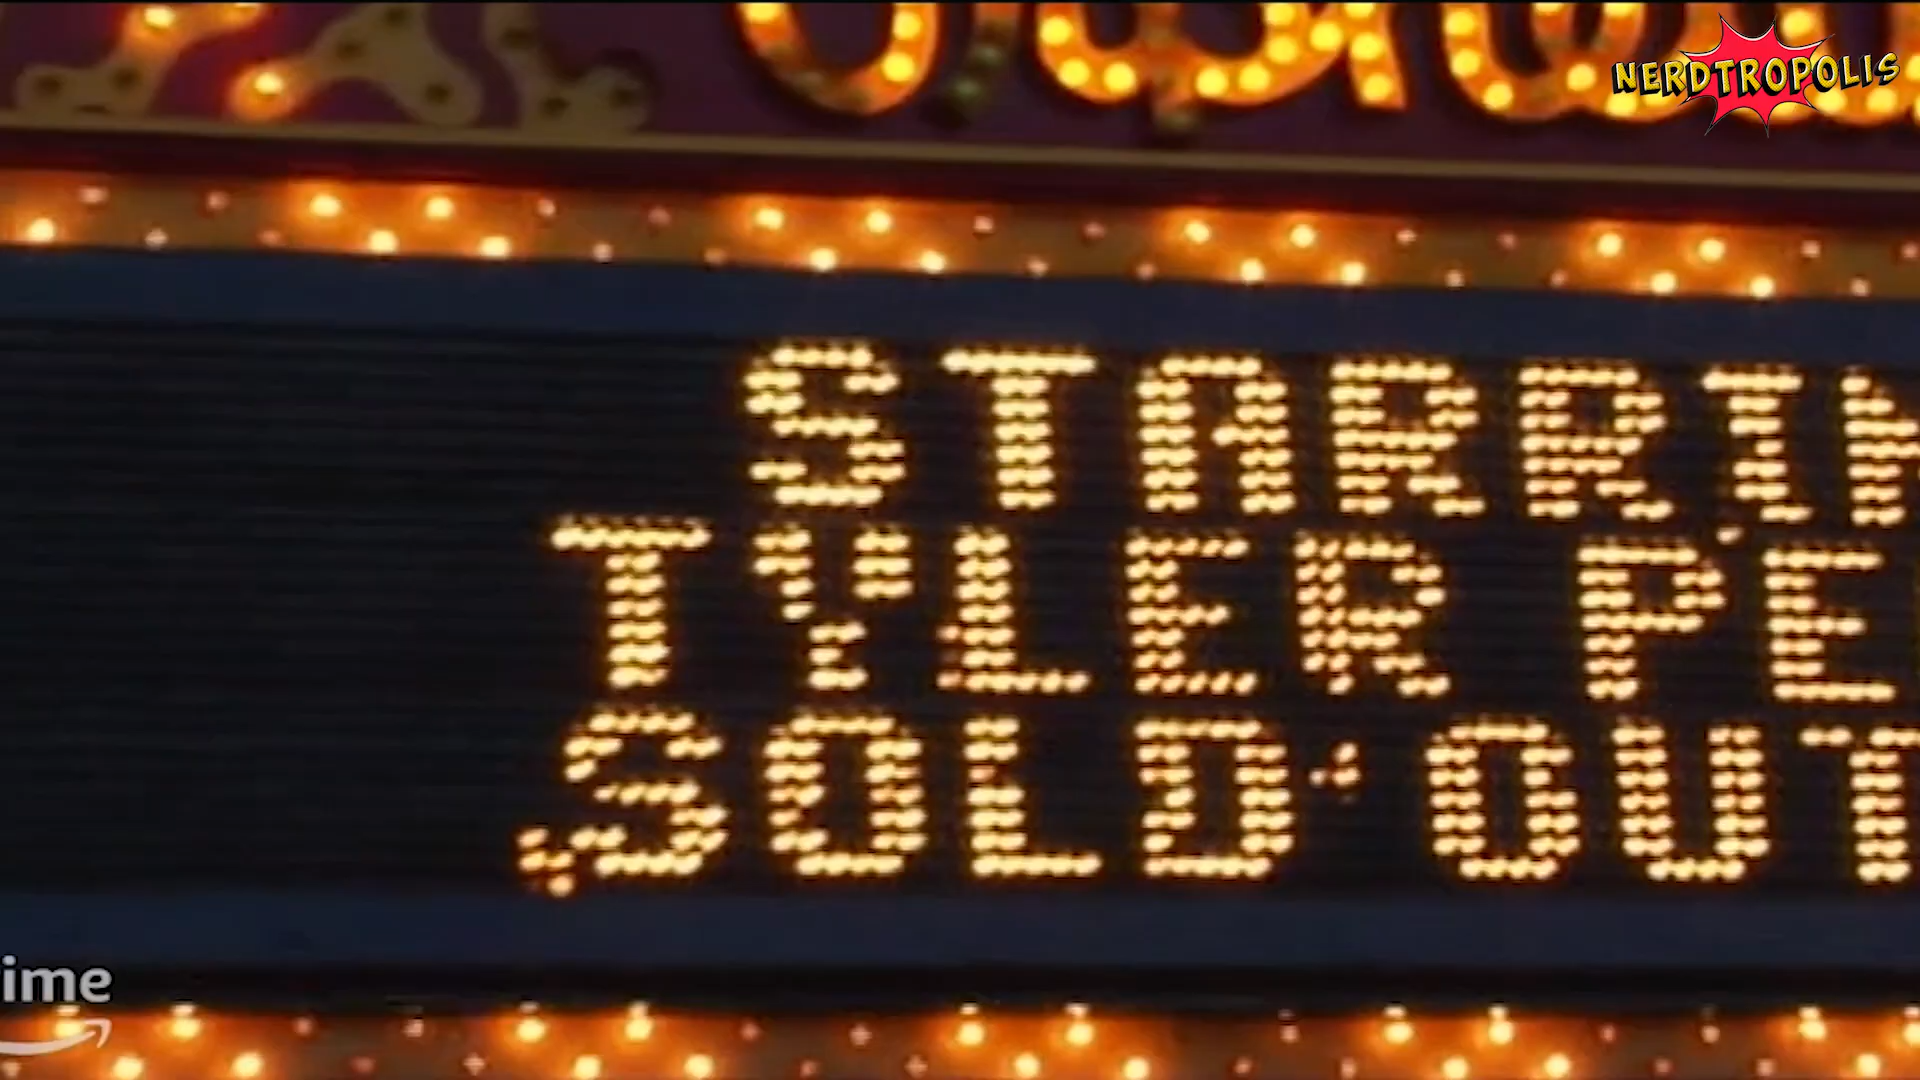 NERDTROPOLIS
STARRIN
TYLER PE
SOLD OUT
ime